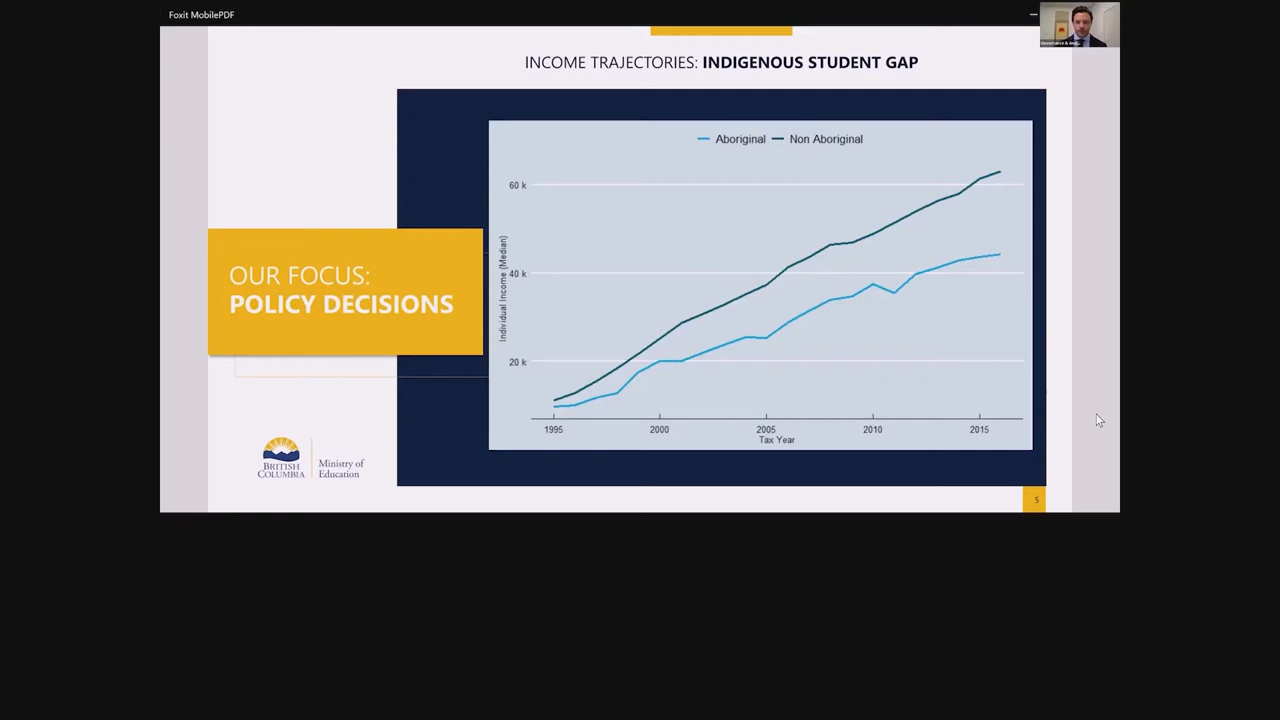 Foxit MobilePDF
INCOME TRAJECTORIES: INDIGENOUS STUDENT GAP
Aboriginal Non Aboriginal
60 k
40 k
20 k
Individual Income (Median)
1995 2000 2005 2010 2015
Tax Year
OUR FOCUS:
POLICY DECISIONS
BRITISH
COLUMBIA
Ministry of
Education
5